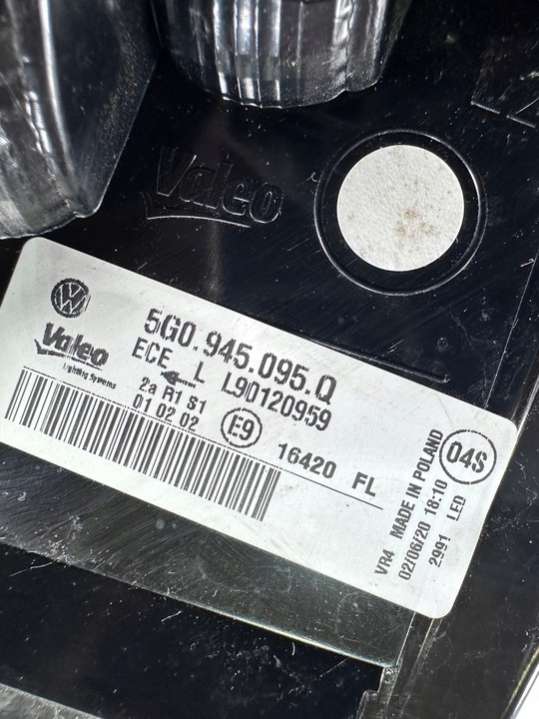 Valeo
5G0.945.095.Q
Valeo
Lighting Systems
ECE L L90120959
2a R1 S1
01 02 02
E9
16420 FL
04S
VR4 MADE IN POLAND
02/06/20 18:10
2991 LED